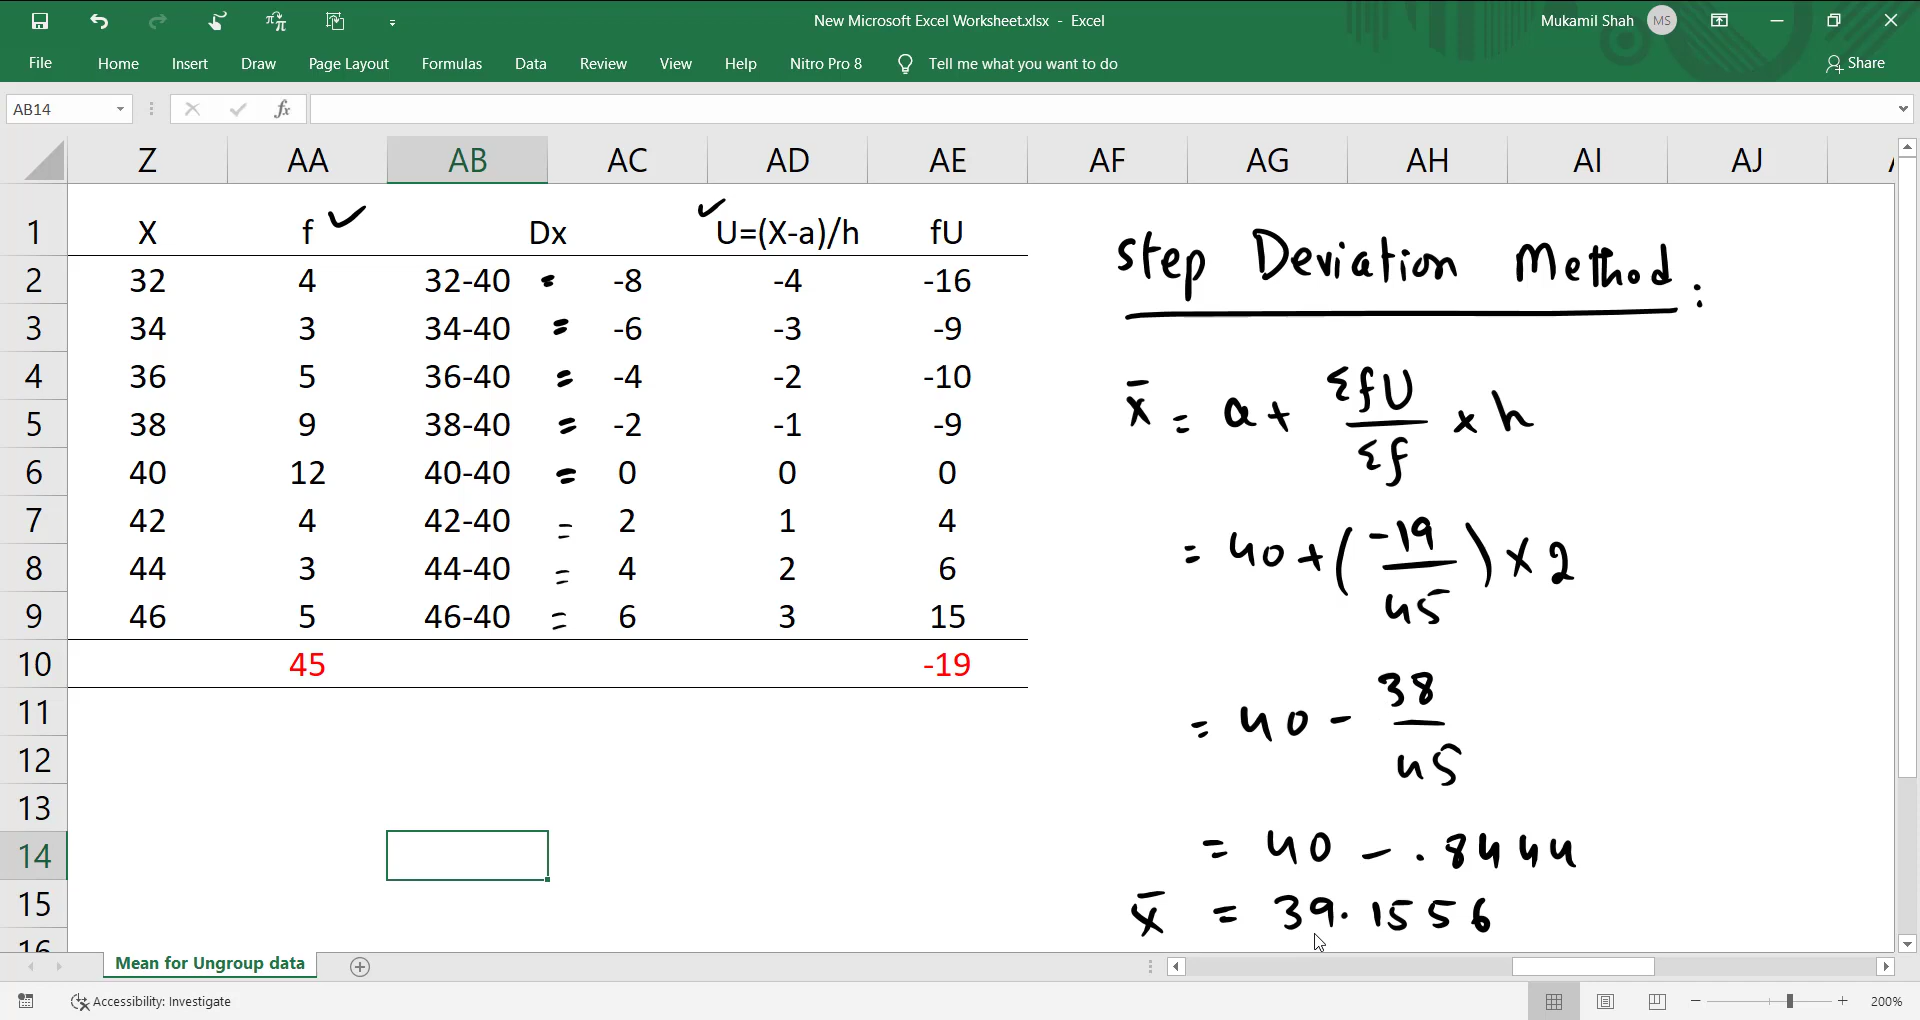 New Microsoft Excel Worksheet.xlsx - Excel
Mukamil Shah MS
File Home Insert Draw Page Layout Formulas Data Review View Help Nitro Pro 8 Tell me what you want to do Share
AB14 fx
Z AA AB AC AD AE AF AG AH AI AJ
1 X f ✓ Dx ✓ U=(X-a)/h fU
2 32 4 32-40 = -8 -4 -16
3 34 3 34-40 = -6 -3 -9
4 36 5 36-40 = -4 -2 -10
5 38 9 38-40 = -2 -1 -9
6 40 12 40-40 = 0 0 0
7 42 4 42-40 = 2 1 4
8 44 3 44-40 = 4 2 6
9 46 5 46-40 = 6 3 15
10 45 -19
11
12
13
14
15
16
Step Deviation Method :
x̄ = a + ΣfU / Σf × h
= 40 + ( -19 / 45 ) × 2
= 40 - 38 / 45
= 40 - .8444
x̄ = 39.1556
Mean for Ungroup data
Accessibility: Investigate
200%